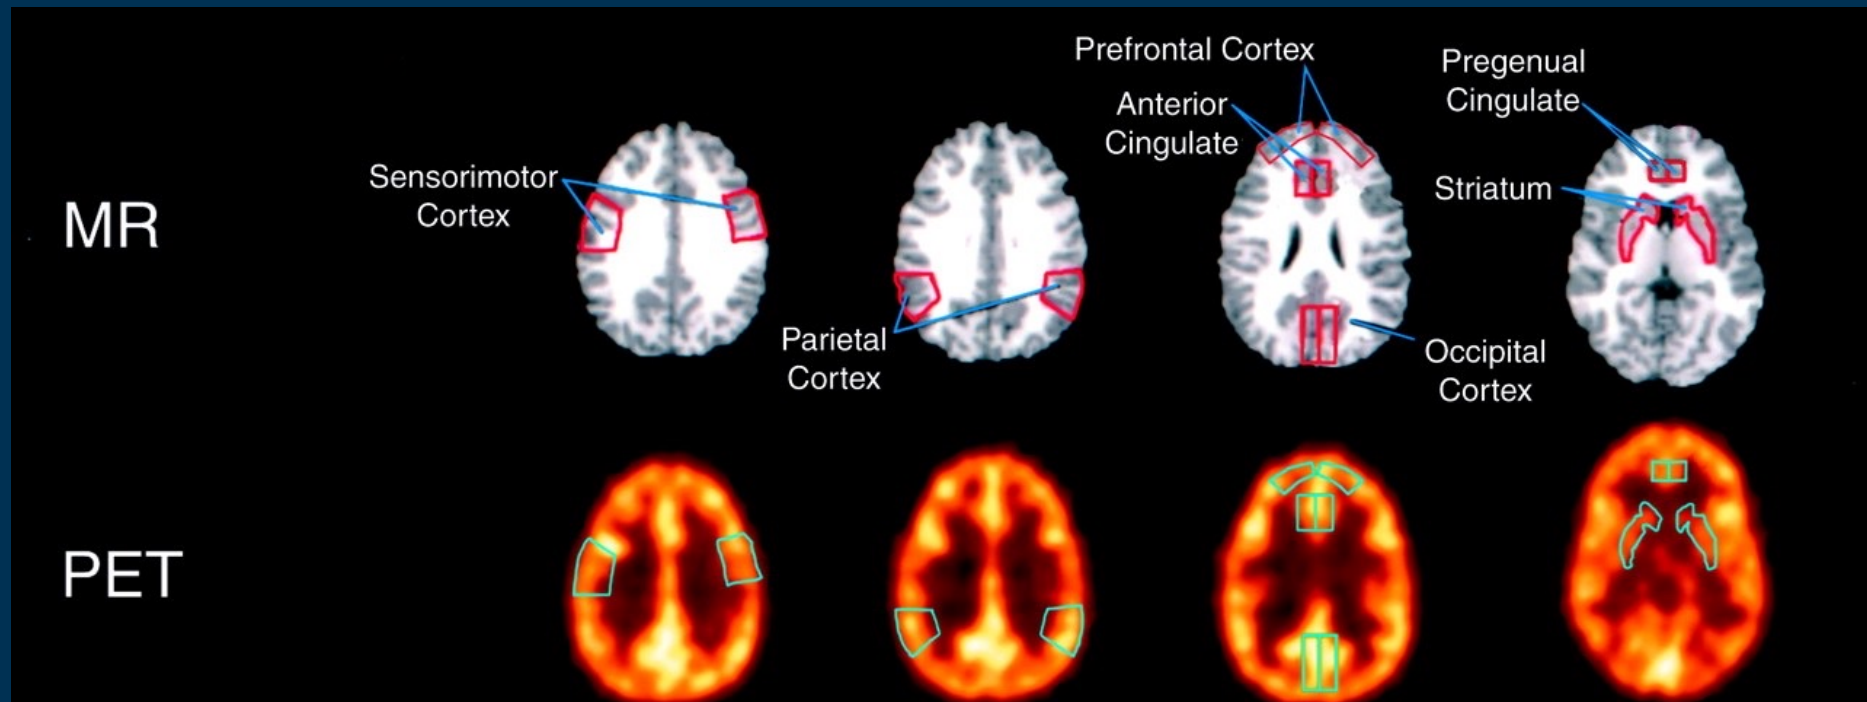 Prefrontal Cortex
Pregenual
Cingulate
Anterior
Cingulate
Sensorimotor
Cortex
Striatum
MR
Parietal
Cortex
Occipital
Cortex
PET